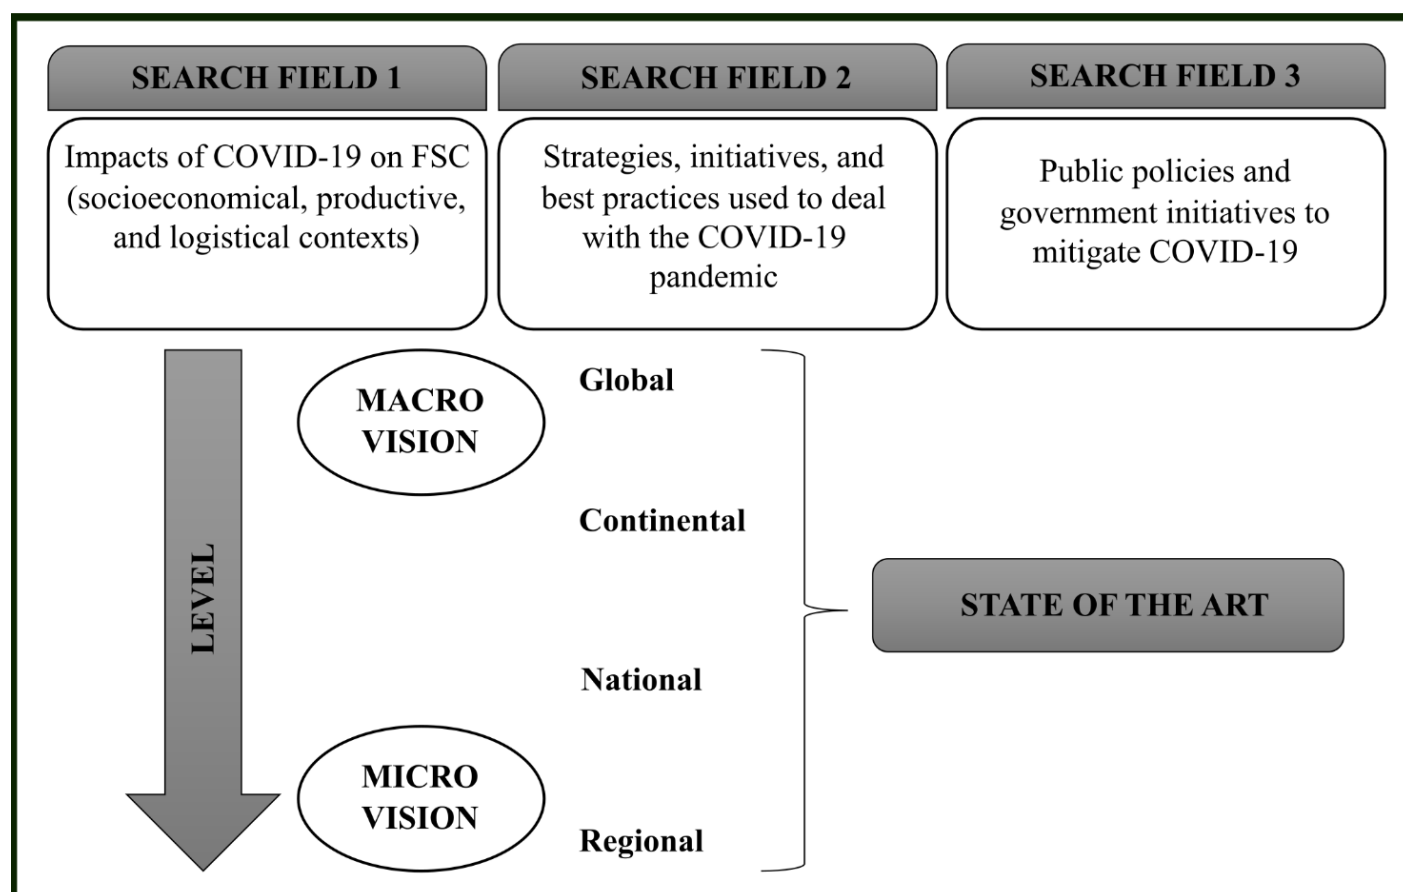 SEARCH FIELD 1
SEARCH FIELD 2
SEARCH FIELD 3
Impacts of COVID-19 on FSC
(socioeconomical, productive,
and logistical contexts)
Strategies, initiatives, and
best practices used to deal
with the COVID-19
pandemic
Public policies and
government initiatives to
mitigate COVID-19
LEVEL
MACRO
VISION
MICRO
VISION
Global
Continental
National
Regional
STATE OF THE ART